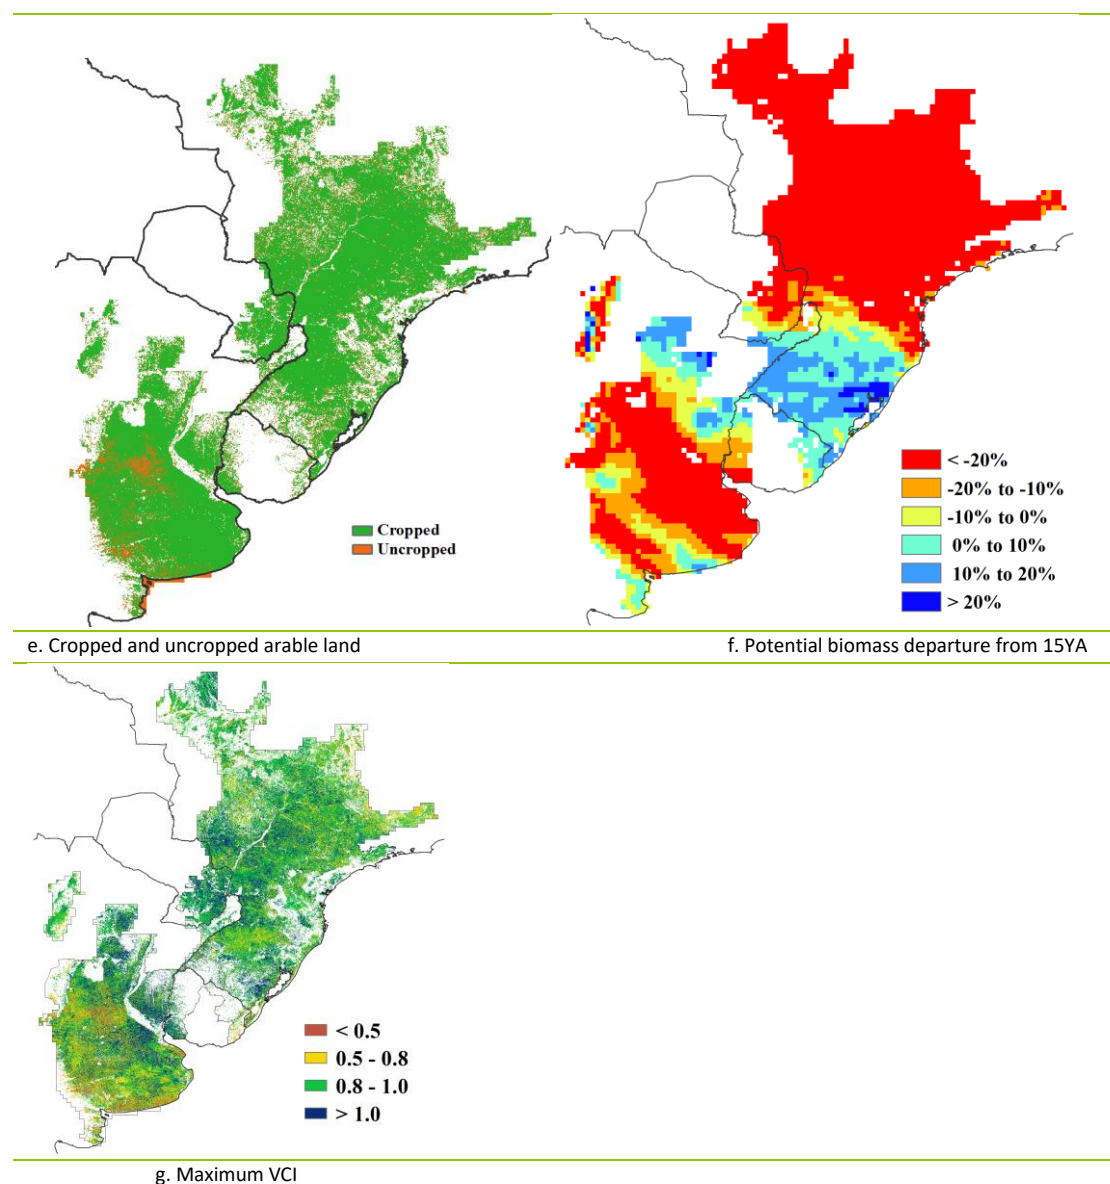 Cropped
Uncropped
< -20%
-20% to -10%
-10% to 0%
0% to 10%
10% to 20%
> 20%
e. Cropped and uncropped arable land
f. Potential biomass departure from 15YA
< 0.5
0.5 - 0.8
0.8 - 1.0
> 1.0
g. Maximum VCI